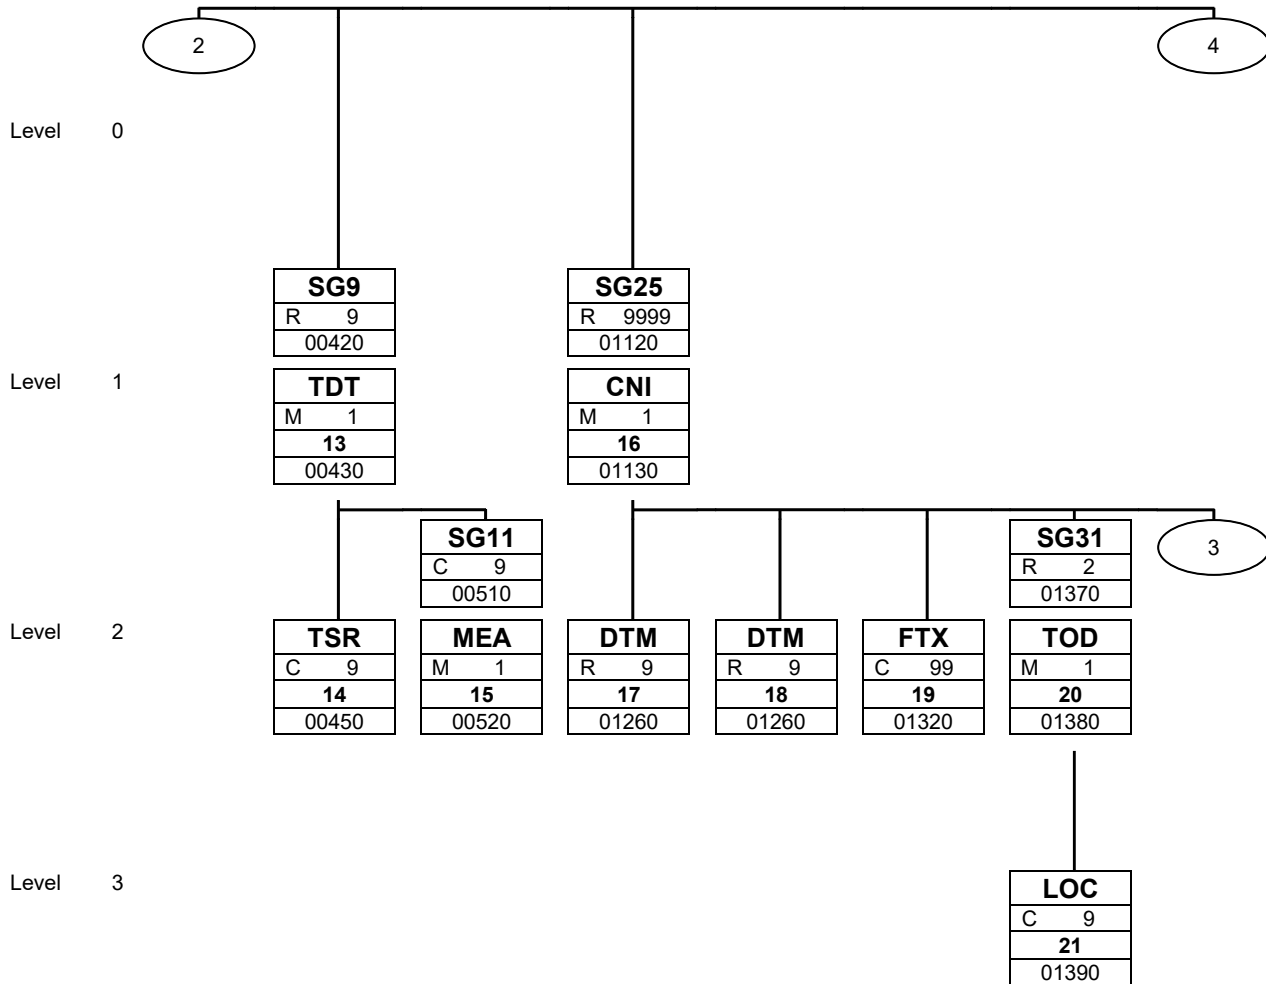 2
4
Level 0
SG9
R 9
00420
SG25
R 9999
01120
Level 1
TDT
M 1
13
00430
CNI
M 1
16
01130
SG11
C 9
00510
SG31
R 2
01370
3
Level 2
TSR
C 9
14
00450
MEA
M 1
15
00520
DTM
R 9
17
01260
DTM
R 9
18
01260
FTX
C 99
19
01320
TOD
M 1
20
01380
Level 3
LOC
C 9
21
01390